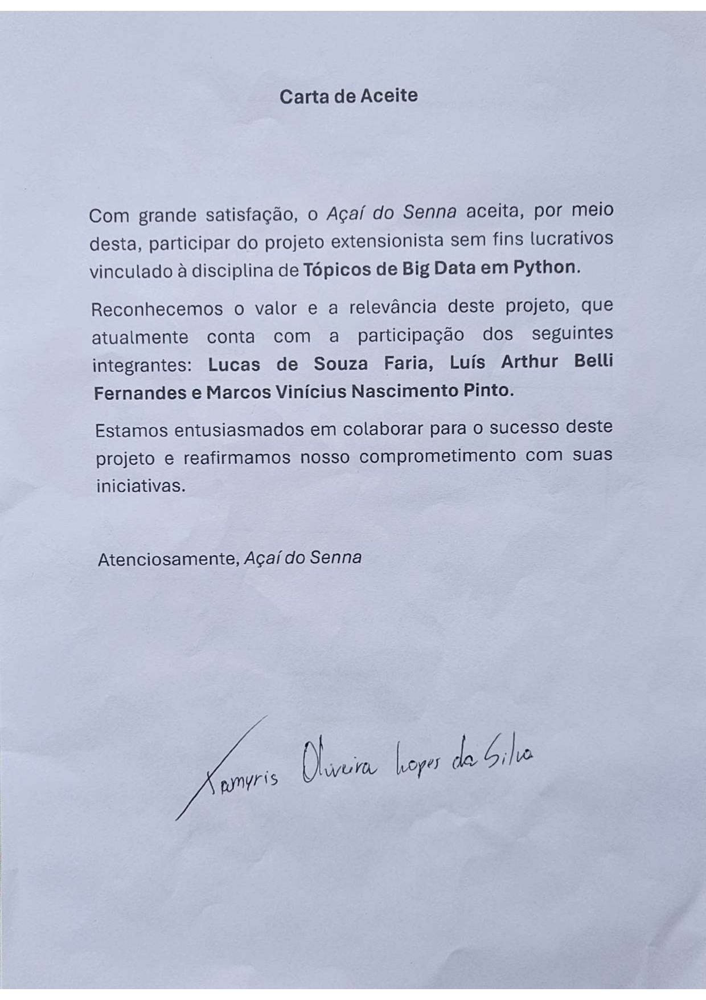 Carta de Aceite
Com grande satisfação, o Açaí do Senna aceita, por meio
desta, participar do projeto extensionista sem fins lucrativos
vinculado à disciplina de Tópicos de Big Data em Python.
Reconhecemos o valor e a relevância deste projeto, que
atualmente conta com a participação dos seguintes
integrantes: Lucas de Souza Faria, Luís Arthur Belli
Fernandes e Marcos Vinícius Nascimento Pinto.
Estamos entusiasmados em colaborar para o sucesso deste
projeto e reafirmamos nosso comprometimento com suas
iniciativas.
Atenciosamente, Açaí do Senna
Tamyris Oliveira Lopes da Silva